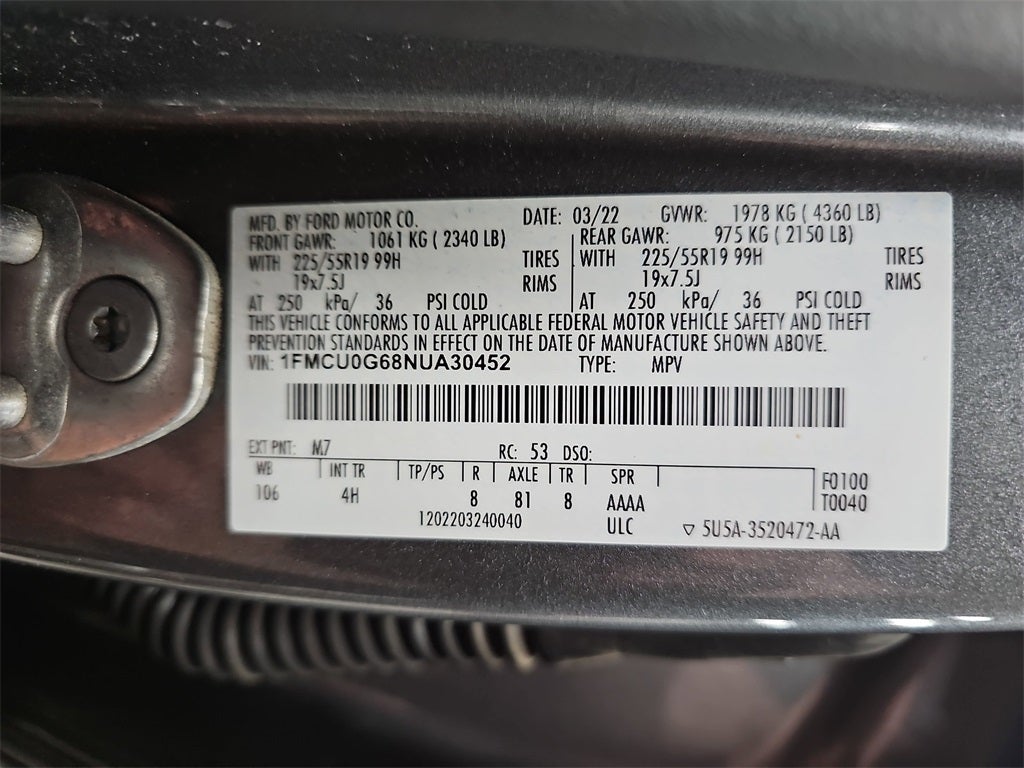 MFD. BY FORD MOTOR CO. DATE: 03/22 GVWR: 1978 KG ( 4360 LB)
FRONT GAWR: 1061 KG ( 2340 LB) REAR GAWR: 975 KG ( 2150 LB)
WITH 225/55R19 99H TIRES WITH 225/55R19 99H TIRES
19x7.5J RIMS 19x7.5J RIMS
AT 250 kPa/ 36 PSI COLD AT 250 kPa/ 36 PSI COLD
THIS VEHICLE CONFORMS TO ALL APPLICABLE FEDERAL MOTOR VEHICLE SAFETY AND THEFT
PREVENTION STANDARDS IN EFFECT ON THE DATE OF MANUFACTURE SHOWN ABOVE.
VIN: 1FMCU0G68NUA30452 TYPE: MPV
EXT PNT: M7 RC: 53 DSO:
WB INT TR TP/PS R AXLE TR SPR F0100
106 4H 8 81 8 AAAA T0040
1202203240040 ULC ▽ 5U5A-3520472-AA